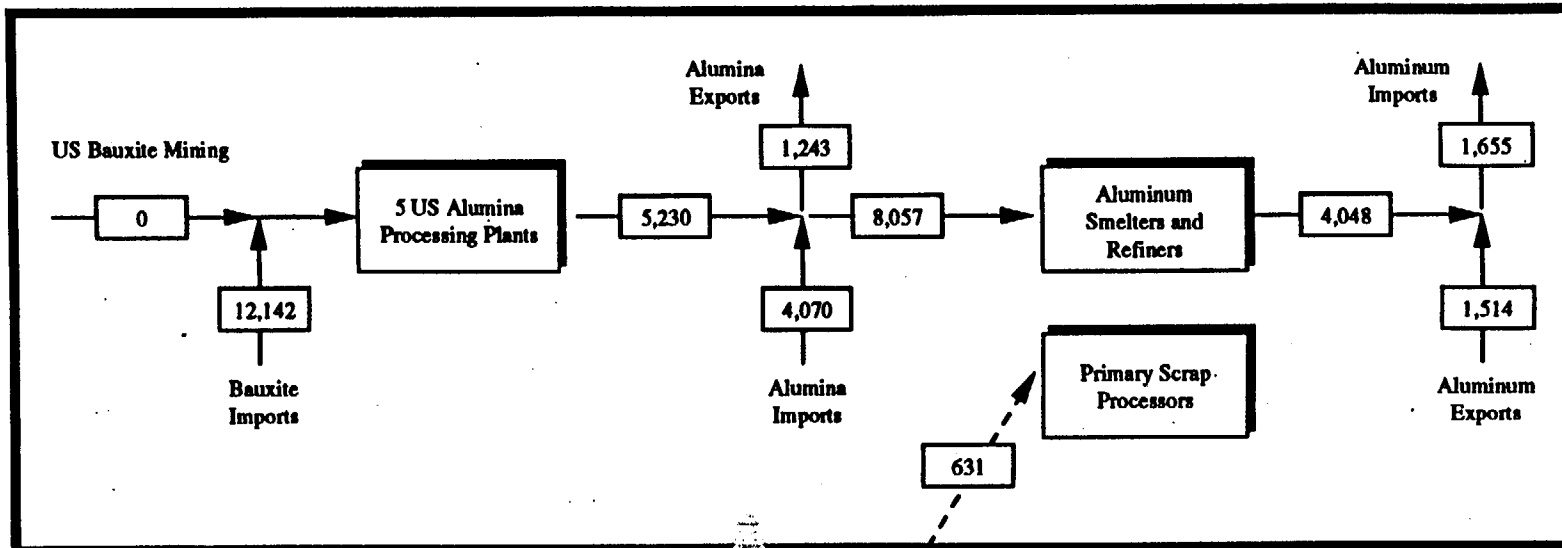 US Bauxite Mining
0
12,142
Bauxite
Imports
5 US Alumina
Processing Plants
5,230
Alumina
Exports
1,243
8,057
4,070
Alumina
Imports
Aluminum
Smelters and
Refiners
Primary Scrap
Processors
631
4,048
Aluminum
Imports
1,655
1,514
Aluminum
Exports